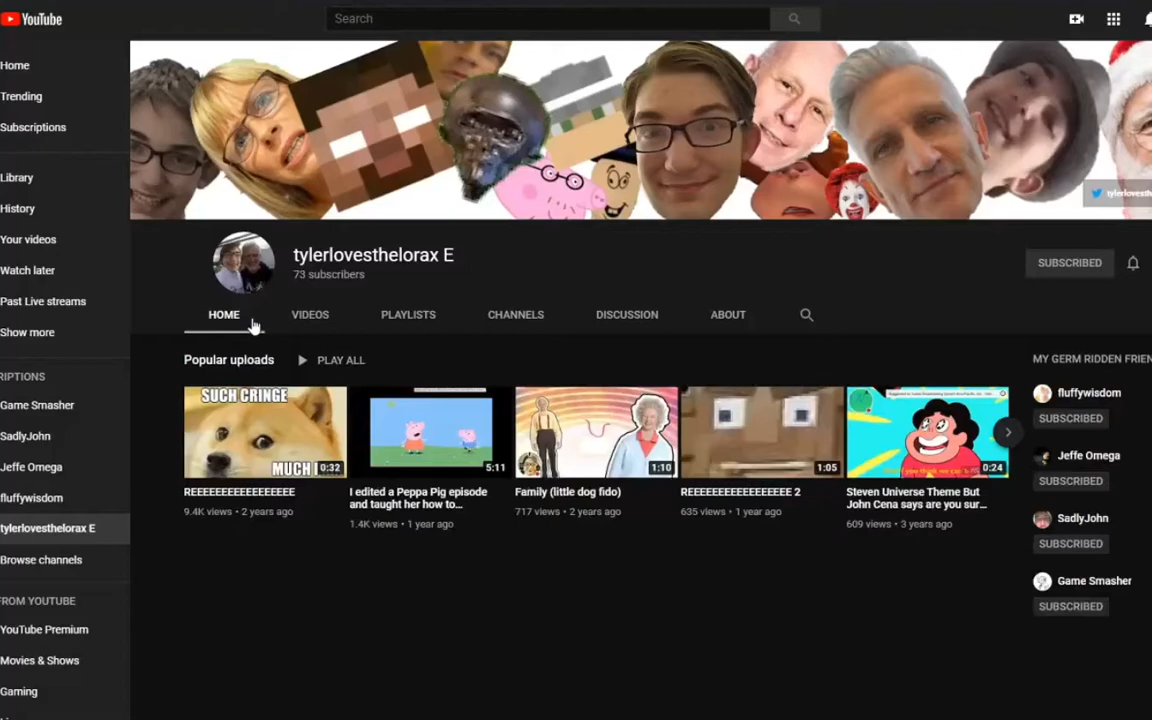 YouTube
Search
Home
Trending
Subscriptions
Library
History
Your videos
Watch later
Past Live streams
Show more
RIPTIONS
Game Smasher
SadlyJohn
Jeffe Omega
fluffywisdom
tylerlovesthelorax E
Browse channels
FROM YOUTUBE
YouTube Premium
Movies & Shows
Gaming
tylerlovesth
tylerlovesthelorax E
73 subscribers
SUBSCRIBED
HOME VIDEOS PLAYLISTS CHANNELS DISCUSSION ABOUT
Popular uploads PLAY ALL
SUCH CRINGE
MUCH
0:32
REEEEEEEEEEEEEEEEE
9.4K views • 2 years ago
5:11
I edited a Peppa Pig episode
and taught her how to...
1.4K views • 1 year ago
1:10
Family (little dog fido)
717 views • 2 years ago
1:05
REEEEEEEEEEEEEEEEE 2
635 views • 1 year ago
0:24
Steven Universe Theme But
John Cena says are you sur...
609 views • 3 years ago
MY GERM RIDDEN FRIEN
fluffywisdom
SUBSCRIBED
Jeffe Omega
SUBSCRIBED
SadlyJohn
SUBSCRIBED
Game Smasher
SUBSCRIBED